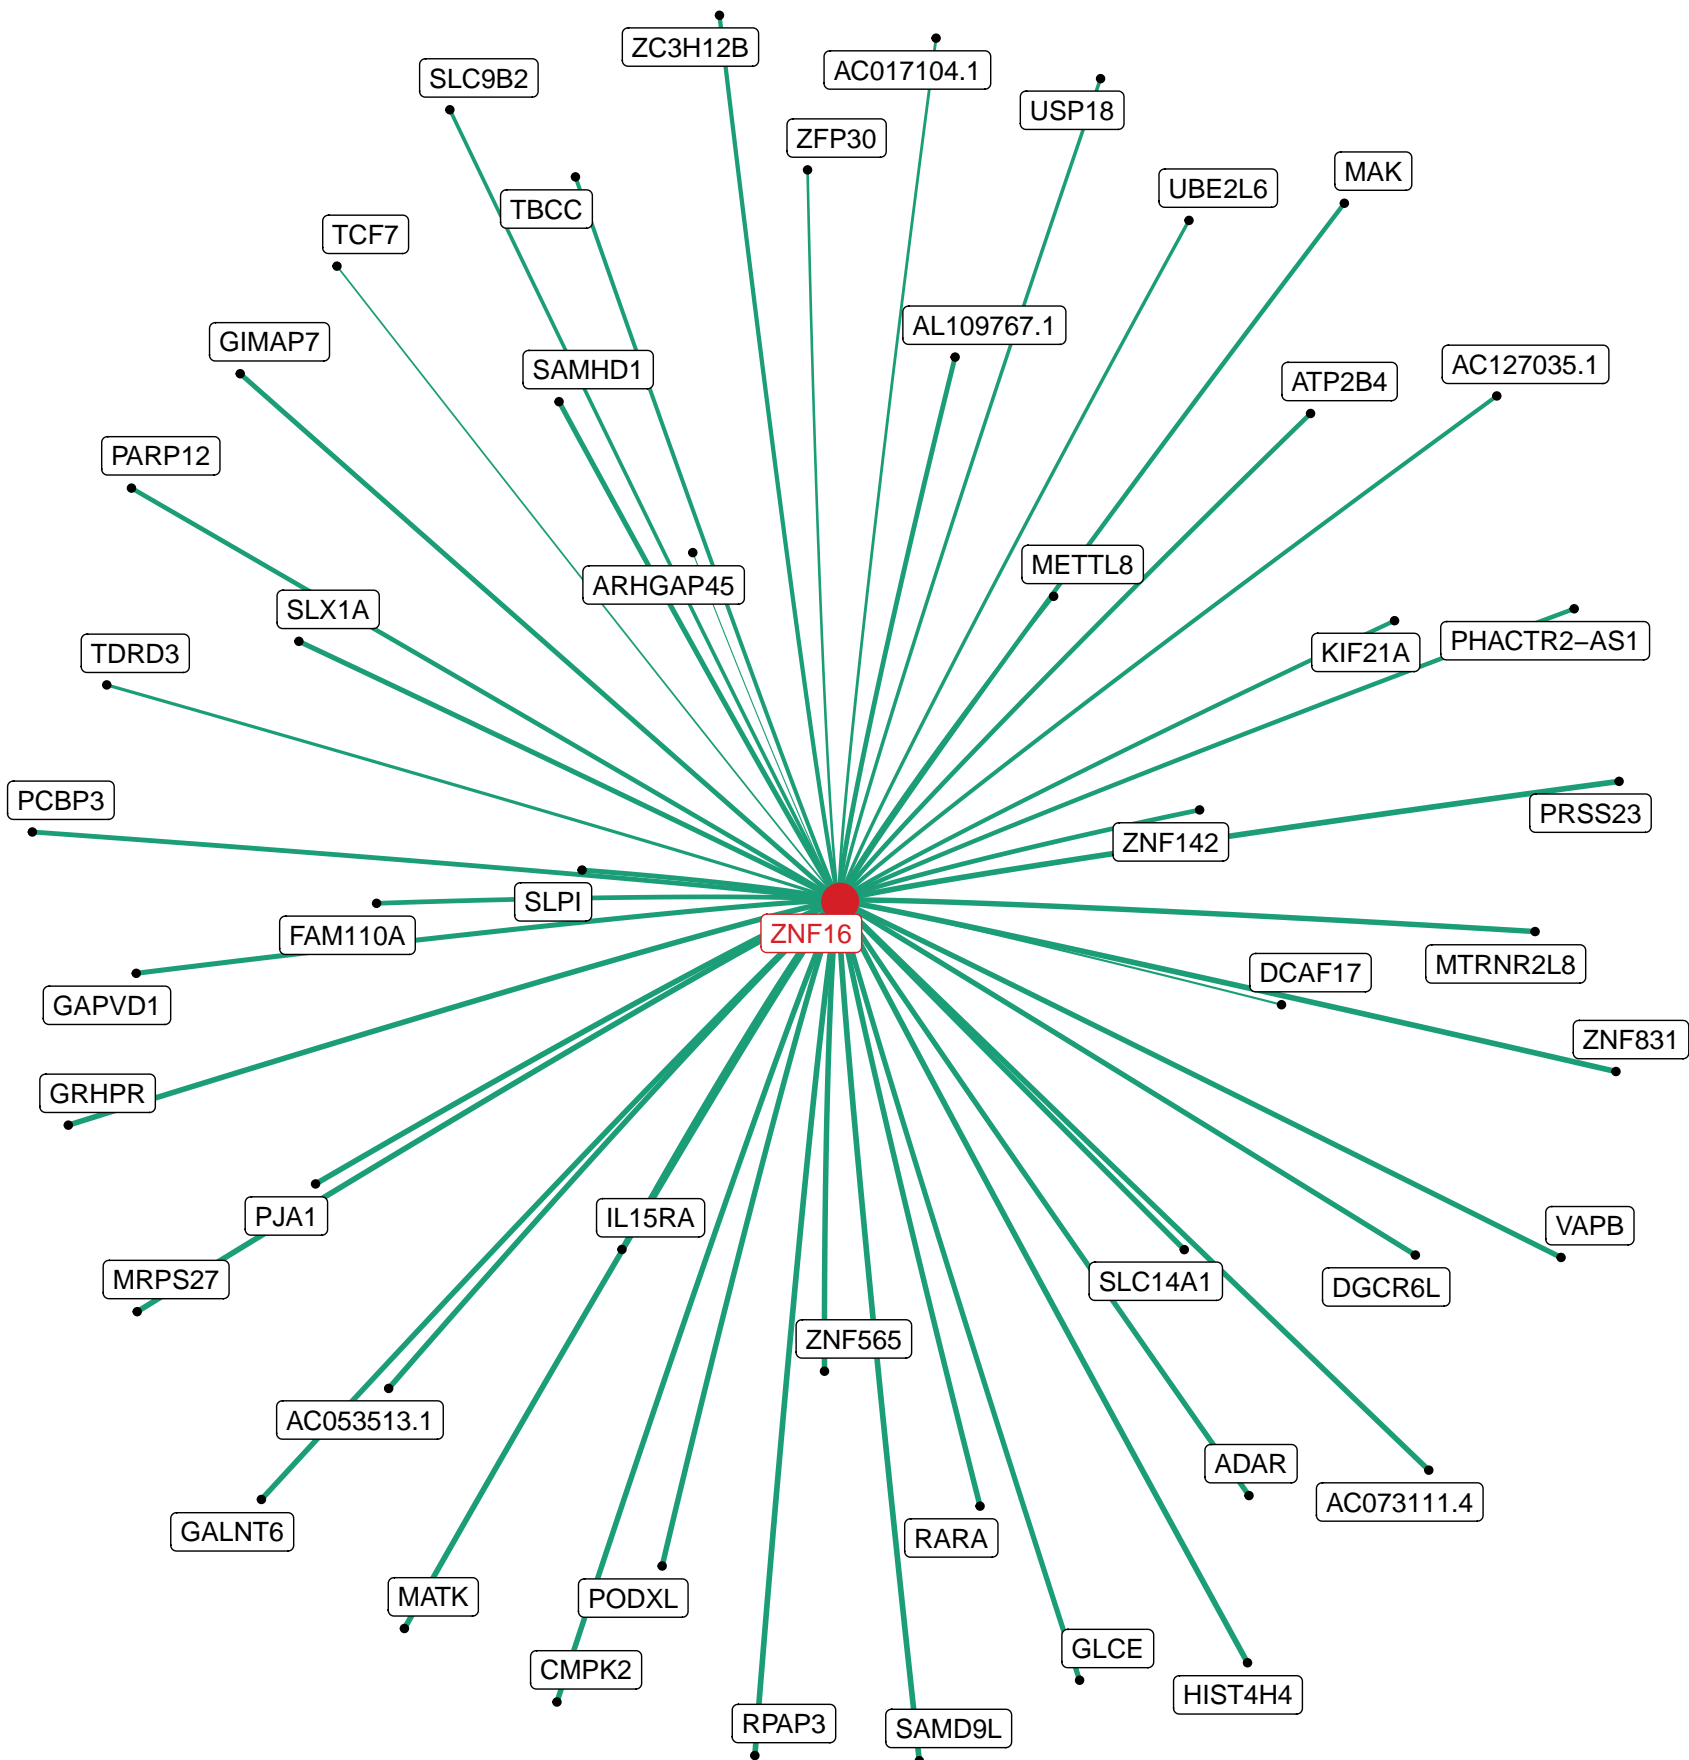 ZC3H12B
AC017104.1
SLC9B2
USP18
ZFP30
MAK
UBE2L6
TBCC
TCF7
AL109767.1
GIMAP7
AC127035.1
SAMHD1
ATP2B4
PARP12
METTL8
ARHGAP45
SLX1A
PHACTR2–AS1
KIF21A
TDRD3
PCBP3
PRSS23
ZNF142
SLPI
ZNF16
FAM110A
MTRNR2L8
DCAF17
GAPVD1
ZNF831
GRHPR
PJA1
IL15RA
VAPB
MRPS27
SLC14A1
DGCR6L
ZNF565
AC053513.1
ADAR
AC073111.4
GALNT6
RARA
MATK
PODXL
GLCE
CMPK2
HIST4H4
RPAP3
SAMD9L